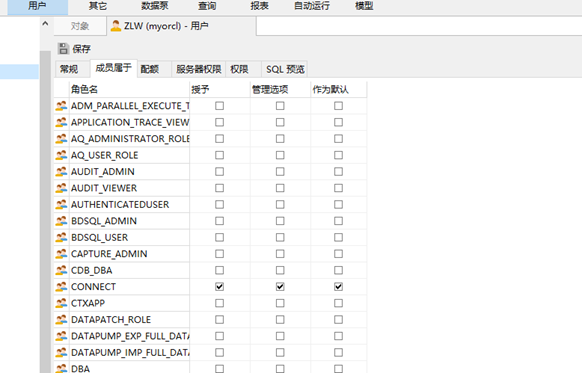 用户 其它 数据泵 查询 报表 自动运行 模型
对象 ZLW (myorcl) - 用户
保存
常规 成员属于 配额 服务器权限 权限 SQL 预览
角色名 授予 管理选项 作为默认
ADM_PARALLEL_EXECUTE_T
APPLICATION_TRACE_VIEW
AQ_ADMINISTRATOR_ROLE
AQ_USER_ROLE
AUDIT_ADMIN
AUDIT_VIEWER
AUTHENTICATEDUSER
BDSQL_ADMIN
BDSQL_USER
CAPTURE_ADMIN
CDB_DBA
CONNECT
CTXAPP
DATAPATCH_ROLE
DATAPUMP_EXP_FULL_DATA
DATAPUMP_IMP_FULL_DATA
DBA